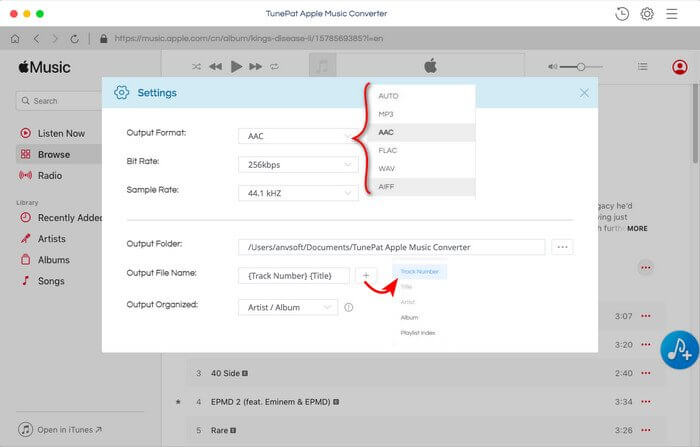 TunePat Apple Music Converter
https://music.apple.com/cn/album/kings-disease-ii/1578569385?l=en
Music
Search
Listen Now
Browse
Radio
Library
Recently Added
Artists
Albums
Songs
Open in iTunes ↗
Settings
Output Format:
AAC
Bit Rate:
256kbps
Sample Rate:
44.1 kHZ
AUTO
MP3
AAC
FLAC
WAV
AIFF
Output Folder:
/Users/anvsoft/Documents/TunePat Apple Music Converter
...
Output File Name:
{Track Number} {Title}
+
Output Organized:
Artist / Album
Track Number
Title
Artist
Album
Playlist Index
gacy he'd
ying just
h furthe MORE
3:07
3:20
3 40 Side E 2:40
★ 4 EPMD 2 (feat. Eminem & EPMD) E 3:34
5 Rare E 3:26